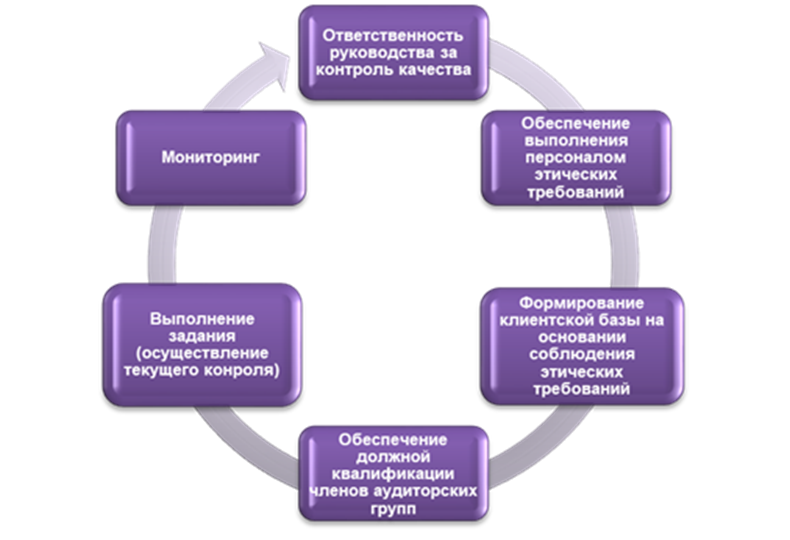 Ответственность
руководства за
контроль качества
Обеспечение
выполнения
персоналом
этических
требований
Формирование
клиентской базы на
основании
соблюдения
этических
требований
Обеспечение
должной
квалификации
членов аудиторских
групп
Выполнение
задания
(осуществление
текущего конроля)
Мониторинг